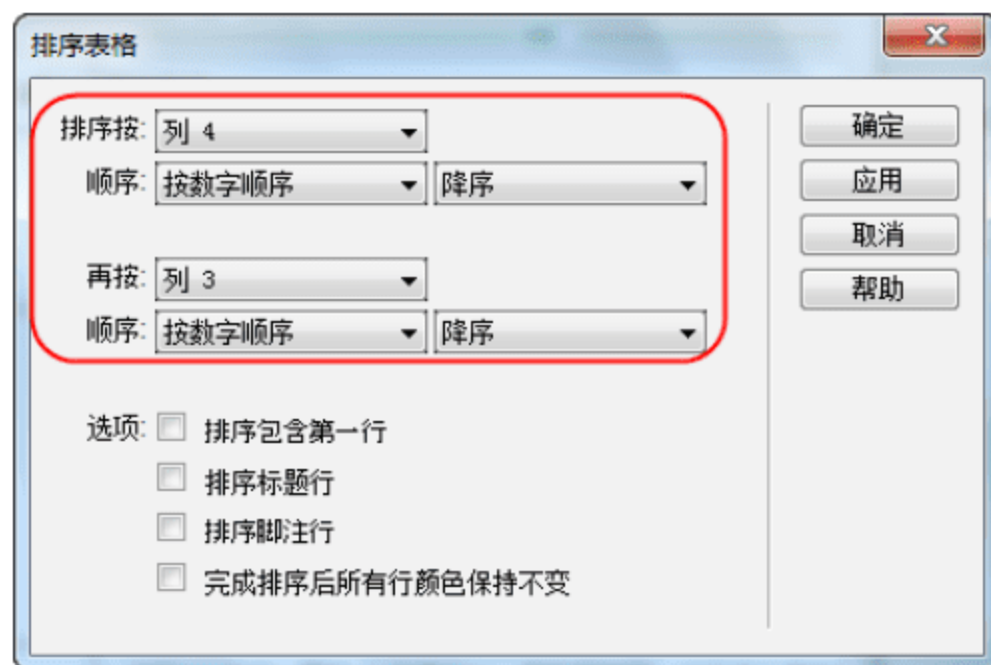 排序表格
排序按: 列 4
顺序: 按数字顺序 降序
再按: 列 3
顺序: 按数字顺序 降序
选项: 排序包含第一行
排序标题行
排序脚注行
完成排序后所有行颜色保持不变
确定
应用
取消
帮助